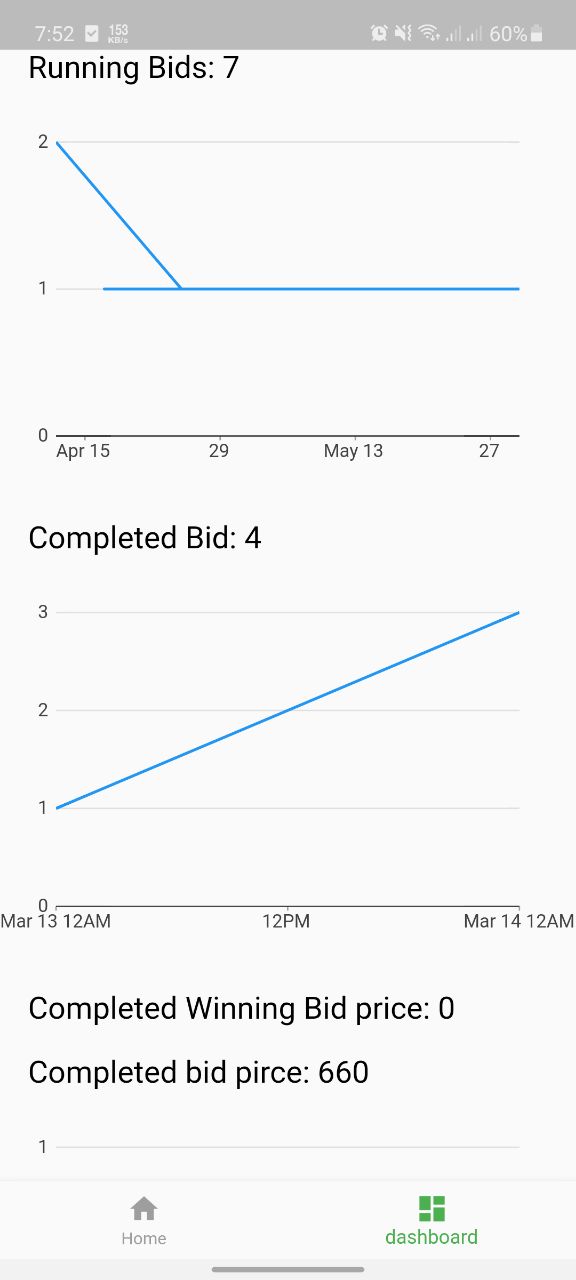 7:52 153 KB/s 60%
Running Bids: 7
2
1
0
Apr 15 29 May 13 27
Completed Bid: 4
3
2
1
0
Mar 13 12AM 12PM Mar 14 12AM
Completed Winning Bid price: 0
Completed bid pirce: 660
1
Home dashboard